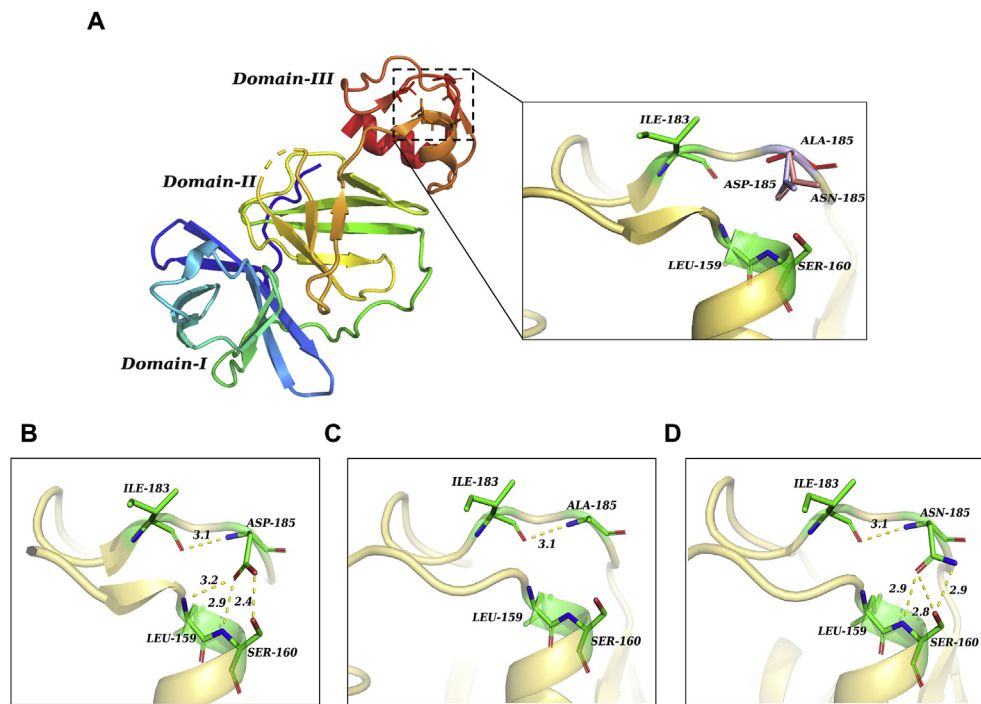 A
Domain-III
Domain-II
Domain-I
ILE-183
ALA-185
ASP-185
ASN-185
LEU-159
SER-160
B
ILE-183
ASP-185
3.1
3.2
2.9
2.4
LEU-159
SER-160
C
ILE-183
ALA-185
3.1
LEU-159
SER-160
D
ILE-183
ASN-185
3.1
2.9
2.9
2.8
LEU-159
SER-160